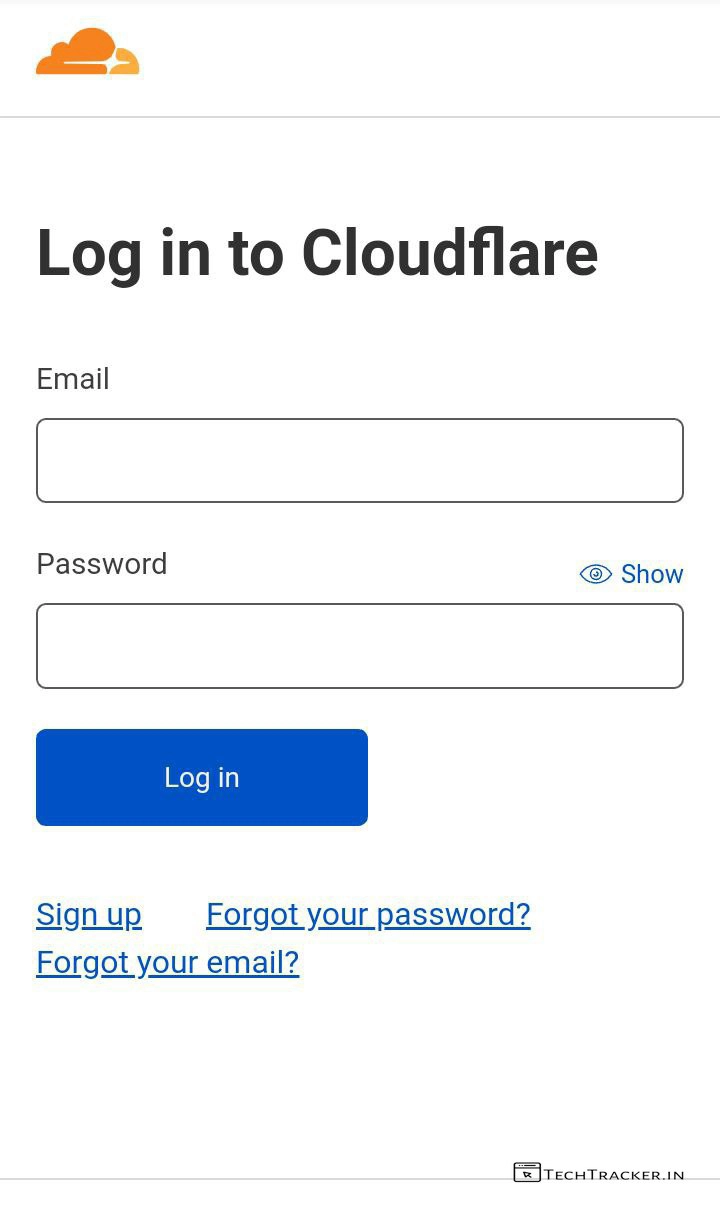 Log in to Cloudflare
Email
Password
Show
Log in
Sign up Forgot your password?
Forgot your email?
TECHTRACKER.IN